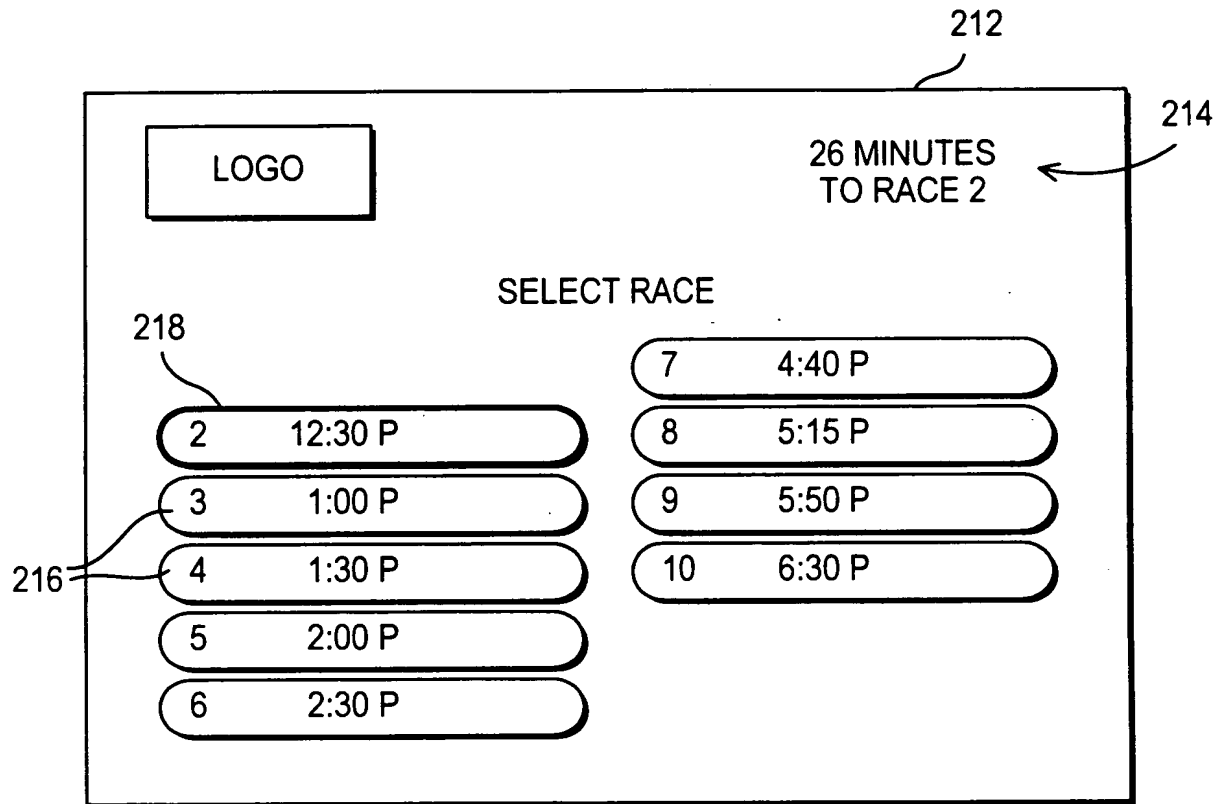 212
214
LOGO
26 MINUTES
TO RACE 2
SELECT RACE
218
2 12:30 P
3 1:00 P
4 1:30 P
5 2:00 P
6 2:30 P
216
7 4:40 P
8 5:15 P
9 5:50 P
10 6:30 P